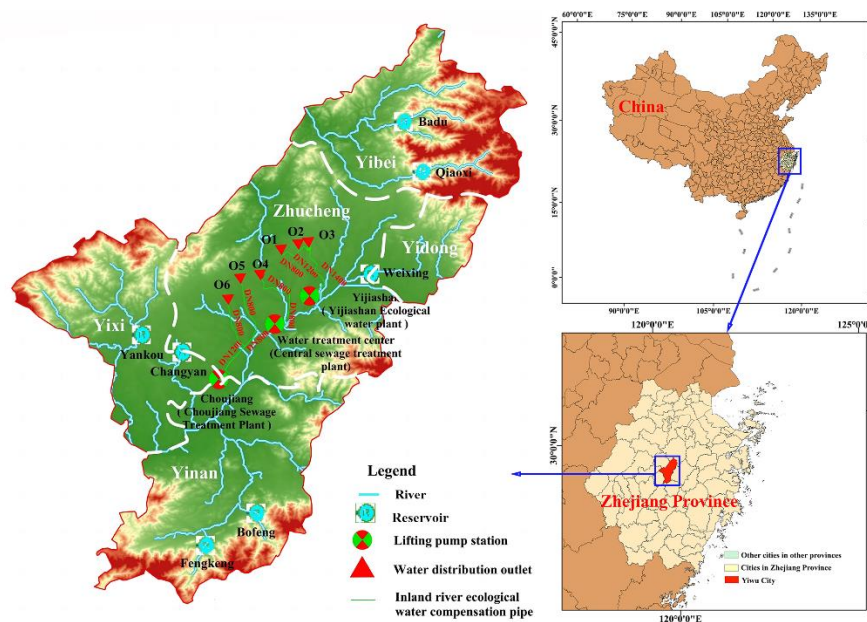 Badu
Yibei
Qiaoxi
Zhucheng
O1
O2
O3
Yidong
O5
O4
DN800
DN1200
Weixing
O6
DN800
Yijiashan
( Yijiashan Ecological
water plant )
Yixi
DN800
Water treatment center
(Central sewage treatment
plant)
Yankou
Changyan
DN1200
Choujiang
( Choujiang Sewage
Treatment Plant )
Yinan
Bofeng
Fengkeng
Legend
River
Reservoir
Lifting pump station
Water distribution outlet
Inland river ecological
water compensation pipe
60°0'0"E
75°0'0"E
90°0'0"E
105°0'0"E
120°0'0"E
135°0'0"E
45°0'0"N
30°0'0"N
15°0'0"N
0°0'0"
China
90°0'0"E
105°0'0"E
120°0'0"E
120°0'0"E
125°
30°0'0"N
Zhejiang Province
Other cities in other provinces
Cities in Zhejiang Province
Yiwu City
120°0'0"E